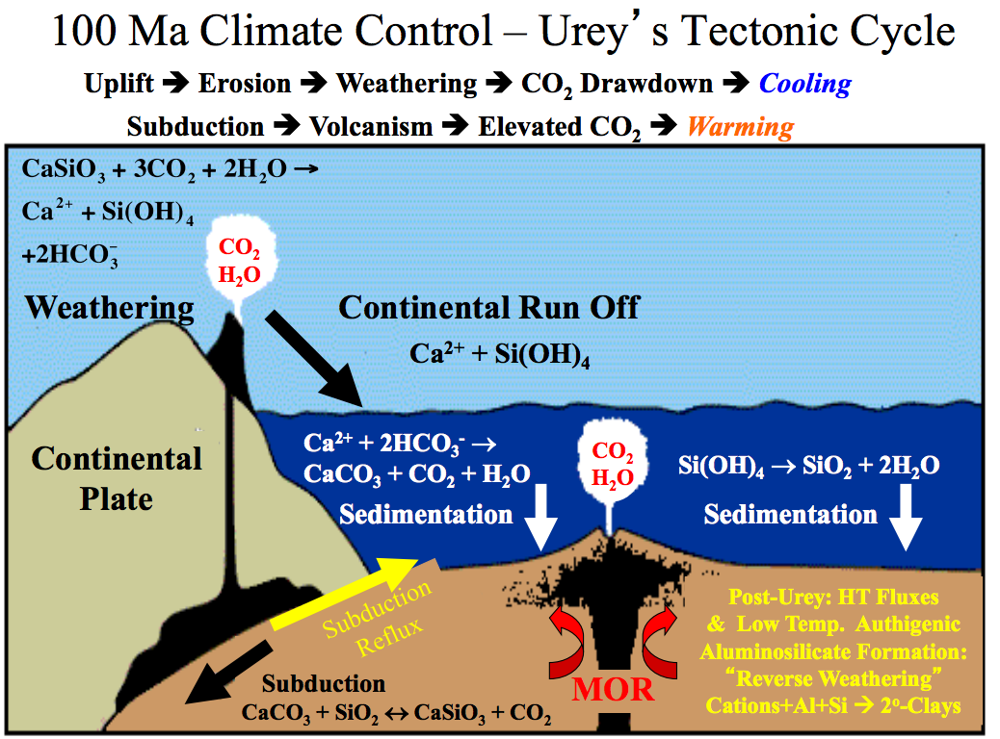 100 Ma Climate Control – Urey’s Tectonic Cycle
Uplift ➔ Erosion ➔ Weathering ➔ CO₂ Drawdown ➔ Cooling
Subduction ➔ Volcanism ➔ Elevated CO₂ ➔ Warming
CaSiO₃ + 3CO₂ + 2H₂O →
Ca²⁺ + Si(OH)₄
+2HCO₃⁻
CO₂
H₂O
Weathering
Continental Run Off
Ca²⁺ + Si(OH)₄
Continental
Plate
Ca²⁺ + 2HCO₃⁻ →
CaCO₃ + CO₂ + H₂O
Sedimentation
CO₂
H₂O
Si(OH)₄ → SiO₂ + 2H₂O
Sedimentation
Subduction
Reflux
Subduction
CaCO₃ + SiO₂ ↔ CaSiO₃ + CO₂
MOR
Post-Urey: HT Fluxes
& Low Temp. Authigenic
Aluminosilicate Formation:
“Reverse Weathering”
Cations+Al+Si ➔ 2º-Clays